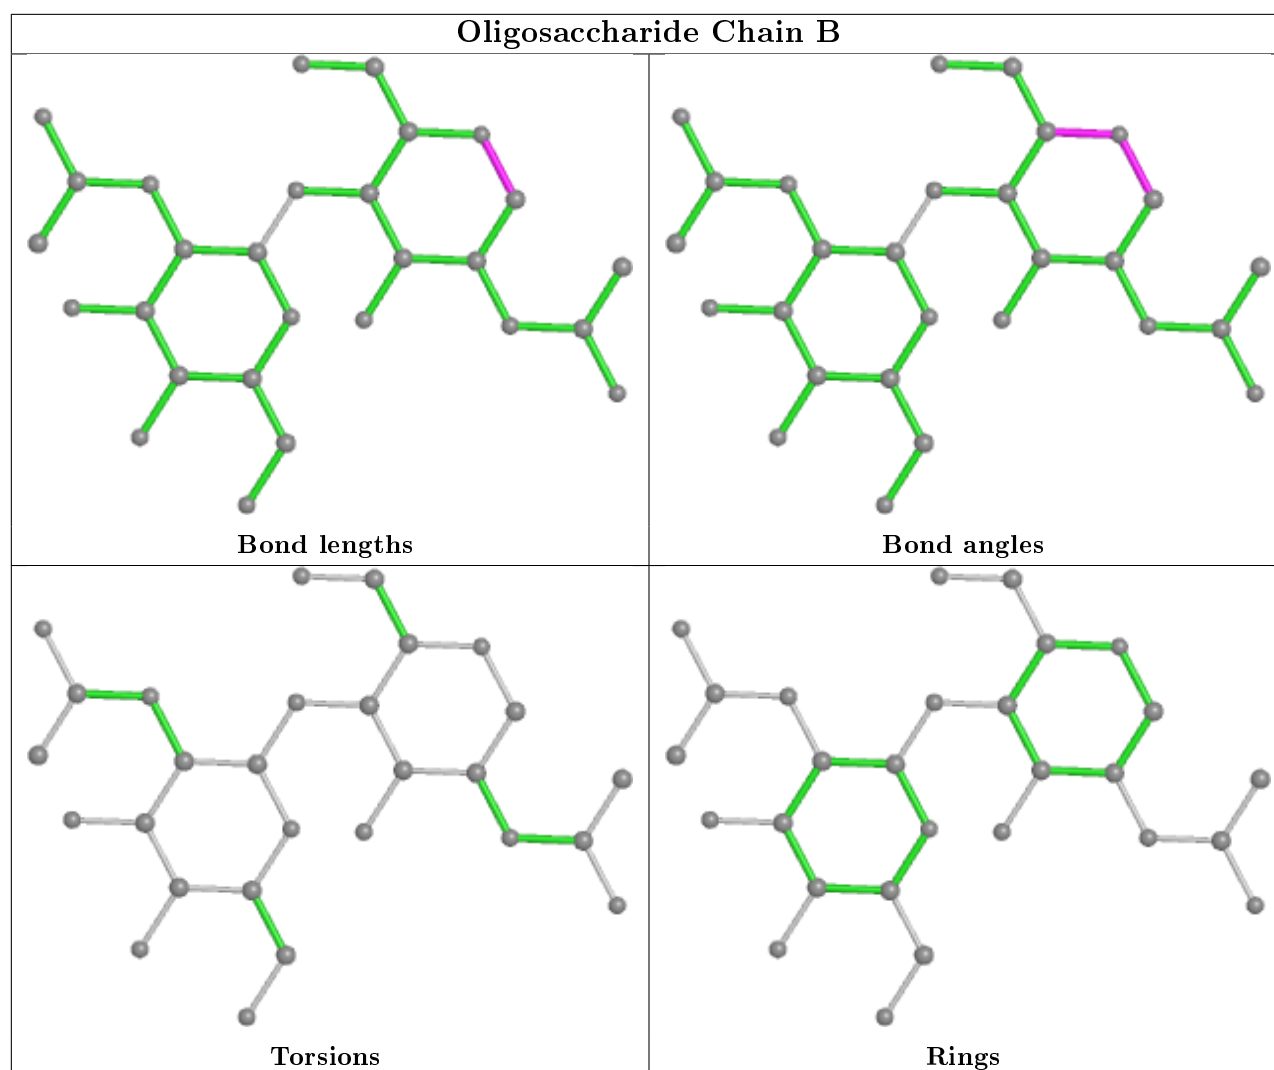 Oligosaccharide Chain B
Bond lengths
Bond angles
Torsions
Rings